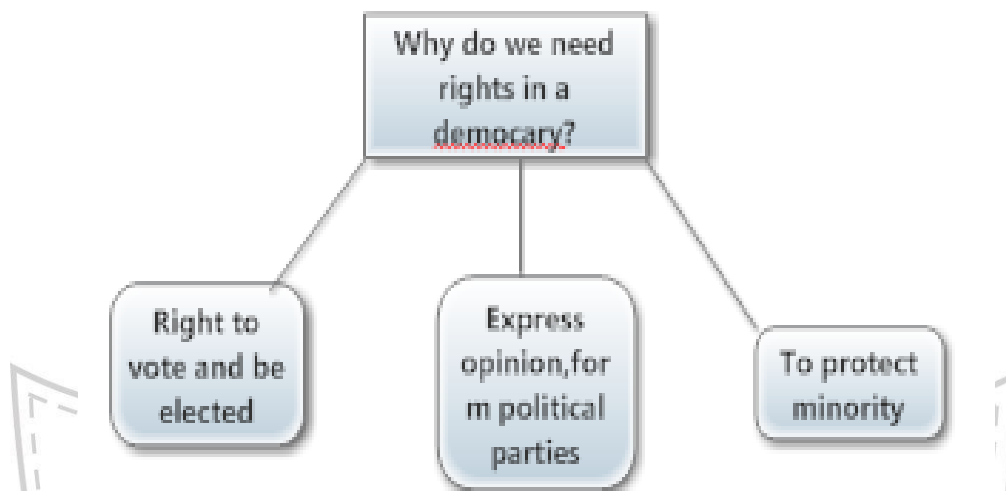 Why do we need
rights in a
democary?
Right to
vote and be
elected
Express
opinion,for
m political
parties
To protect
minority